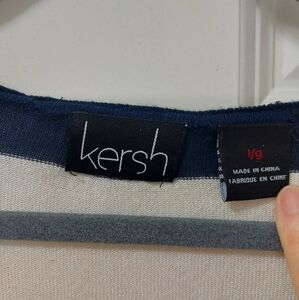 kersh
l/g
MADE IN CHINA
FABRIQUÉ EN CHINE